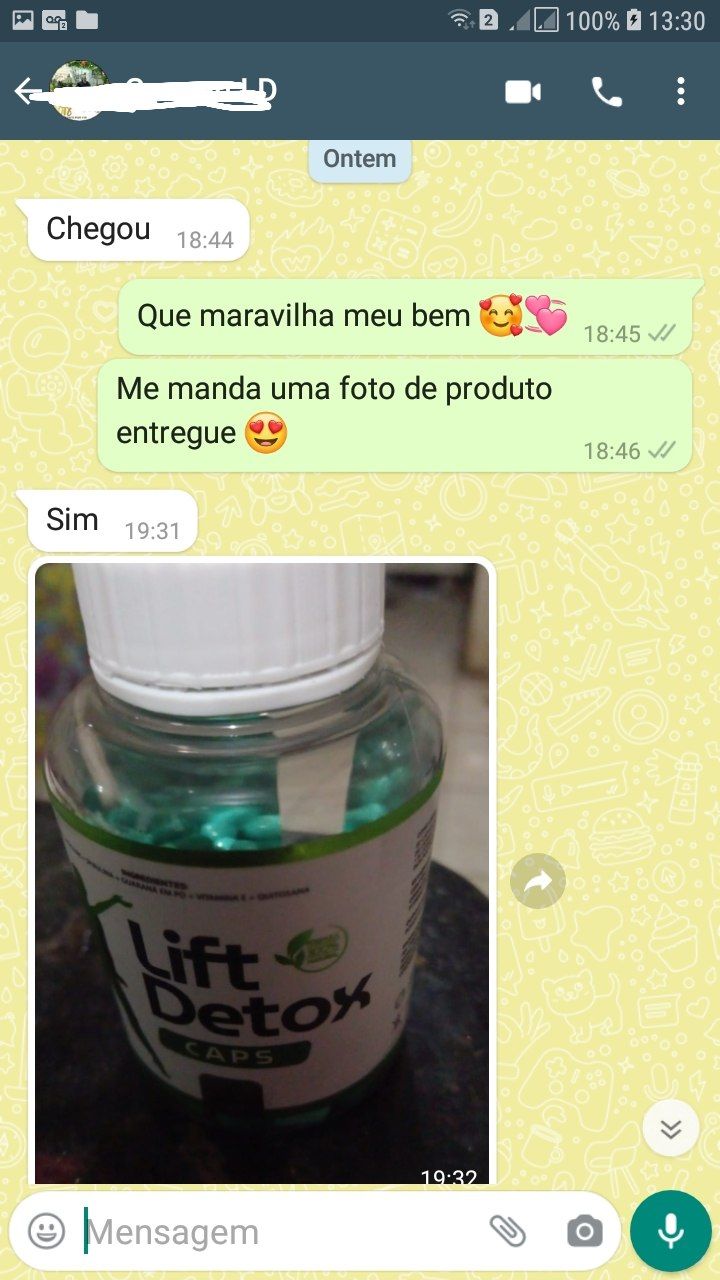 2
100%
13:30
D
Ontem
Chegou 18:44
Que maravilha meu bem 🥰💞 18:45
Me manda uma foto de produto
entregue 😍 18:46
Sim 19:31
INGREDIENTES:
GUARANÁ EM PÓ + VITAMINA E + QUITOSANA
Lift
Detox
CAPS
19:32
Mensagem